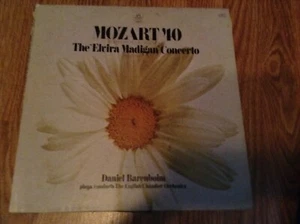 MOZART 40
The "Elvira Madigan" Concerto
Daniel Barenboim
plays/conducts The English Chamber Orchestra